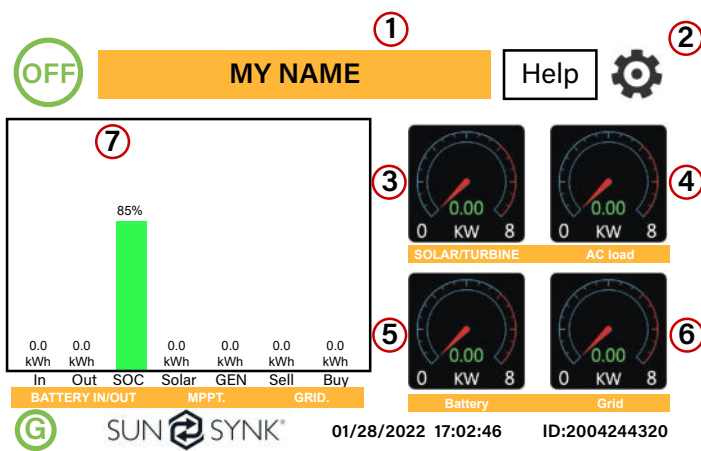 1
2
OFF
MY NAME
Help
7
85%
0.0 0.0 0.0 0.0 0.0 0.0
kWh kWh kWh kWh kWh kWh
In Out SOC Solar GEN Sell Buy
BATTERY IN/OUT MPPT. GRID.
3
0.00
0 KW 8
SOLAR/TURBINE
4
0.00
0 KW 8
AC load
5
0.00
0 KW 8
Battery
6
0.00
0 KW 8
Grid
G
SUN SYNK®
01/28/2022 17:02:46 ID:2004244320